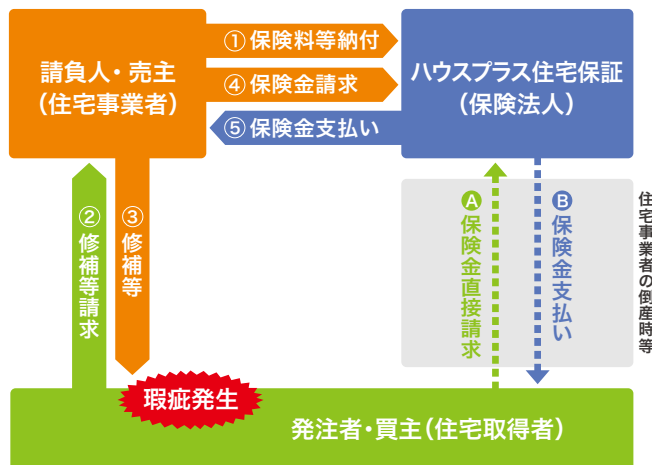 請負人・売主
（住宅事業者）
①保険料等納付
④保険金請求
⑤保険金支払い
ハウスプラス住宅保証
（保険法人）
②修補等請求
③修補等
Ⓐ保険金直接請求
Ⓑ保険金支払い
住宅事業者の倒産時等
瑕疵発生
発注者・買主（住宅取得者）